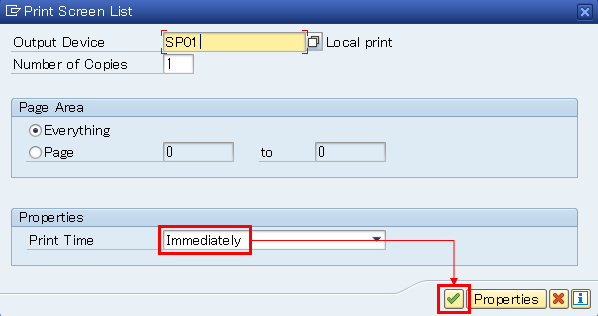 Print Screen List
Output Device SP01 Local print
Number of Copies 1
Page Area
Everything
Page 0 to 0
Properties
Print Time Immediately
Properties